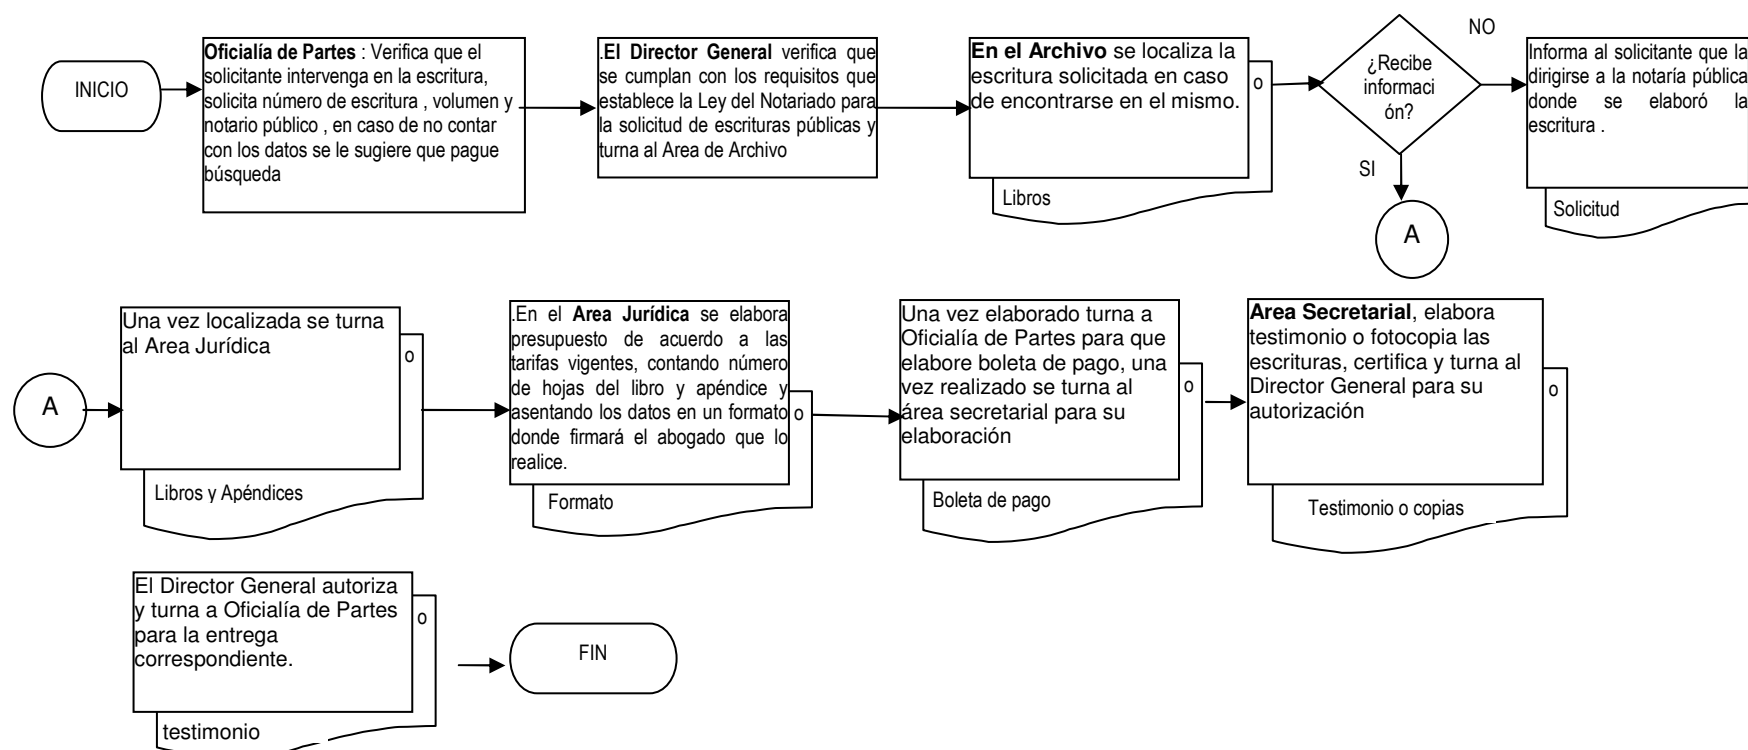 INICIO
Oficialía de Partes : Verifica que el
solicitante intervenga en la escritura,
solicita número de escritura , volumen y
notario público , en caso de no contar
con los datos se le sugiere que pague
búsqueda
.El Director General verifica que
se cumplan con los requisitos que
establece la Ley del Notariado para
la solicitud de escrituras públicas y
turna al Area de Archivo
En el Archivo se localiza la
escritura solicitada en caso
de encontrarse en el mismo.
o
Libros
¿Recibe
informaci
ón?
NO
SI
A
Informa al solicitante que la
dirigirse a la notaría pública
donde se elaboró la
escritura .
Solicitud
A
Una vez localizada se turna
al Area Jurídica
o
Libros y Apéndices
.En el Area Jurídica se elabora
presupuesto de acuerdo a las
tarifas vigentes, contando número
de hojas del libro y apéndice y
asentando los datos en un formato
donde firmará el abogado que lo
realice.
o
Formato
Una vez elaborado turna a
Oficialía de Partes para que
elabore boleta de pago, una
vez realizado se turna al
área secretarial para su
elaboración
o
Boleta de pago
Area Secretarial, elabora
testimonio o fotocopia las
escrituras, certifica y turna al
Director General para su
autorización
o
Testimonio o copias
El Director General autoriza
y turna a Oficialía de Partes
para la entrega
correspondiente.
o
testimonio
FIN